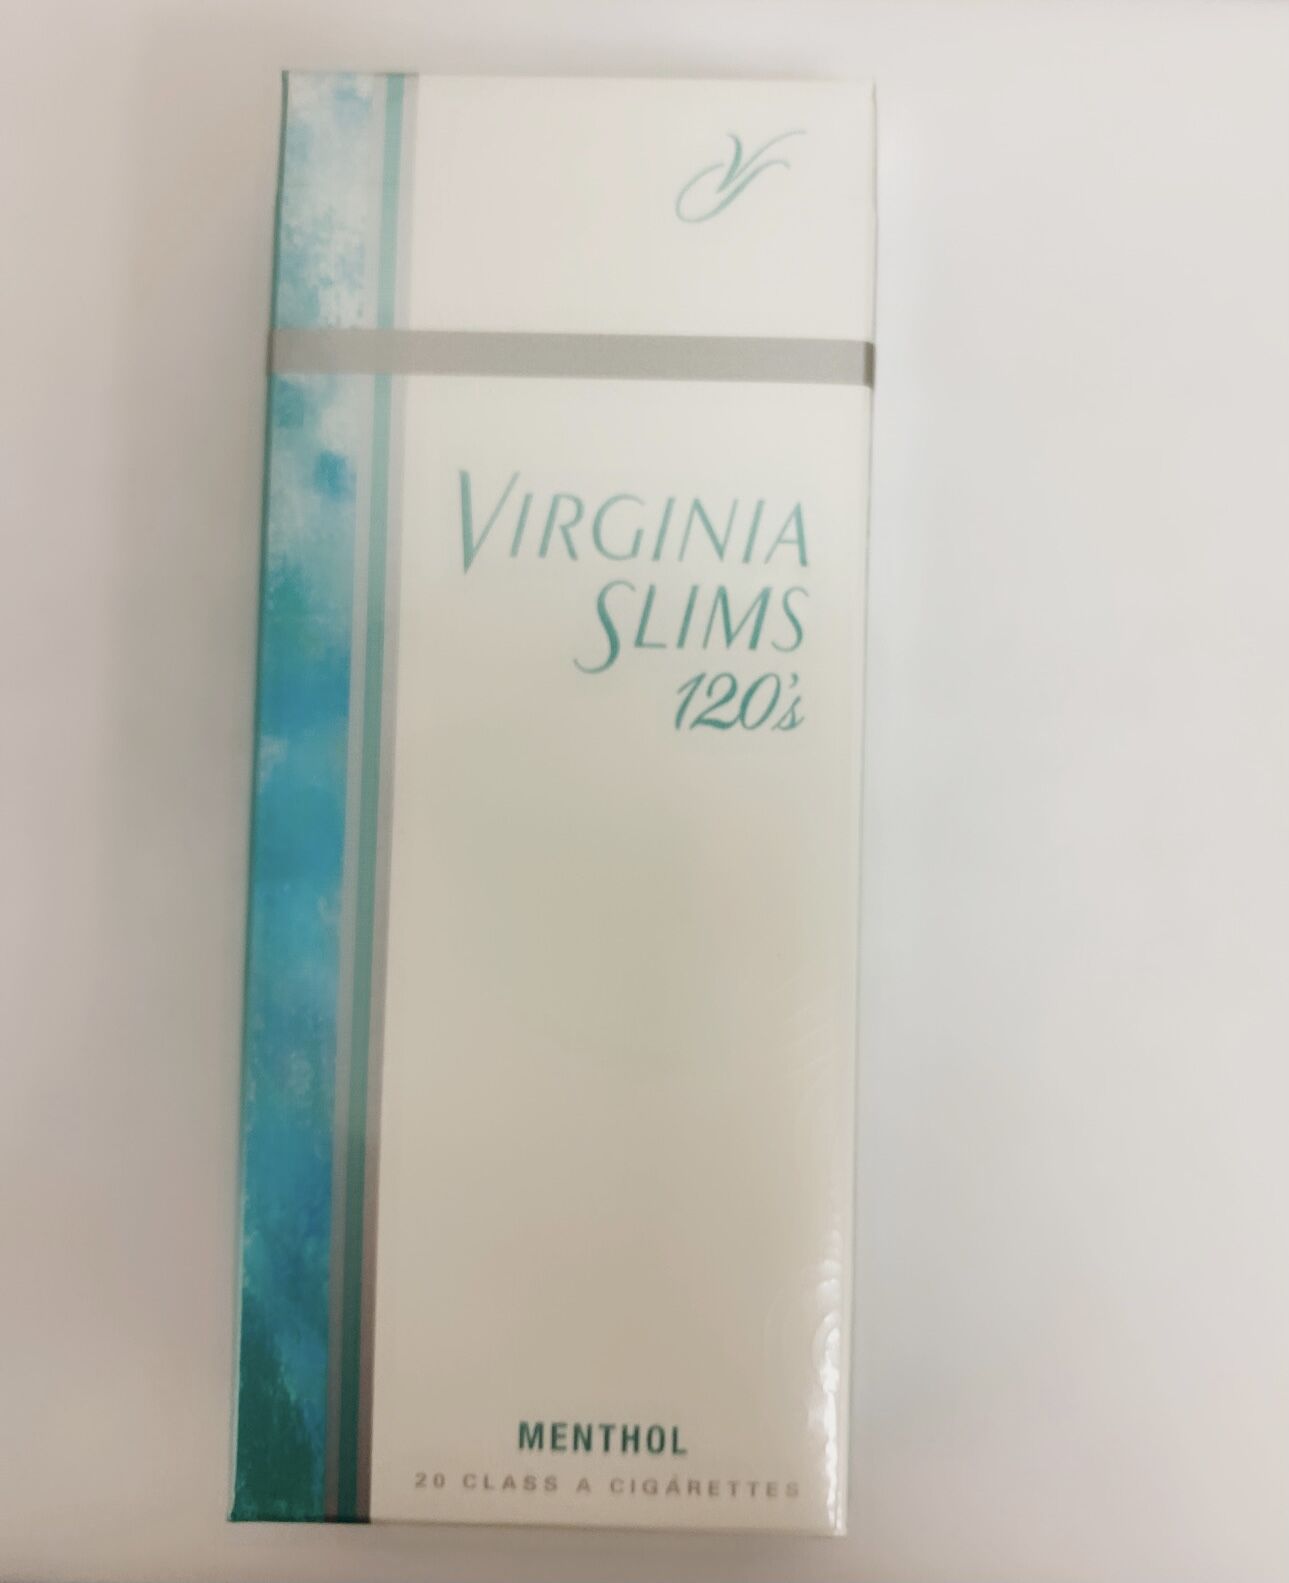 VIRGINIA
SLIMS
120's
MENTHOL
20 CLASS A CIGARETTES